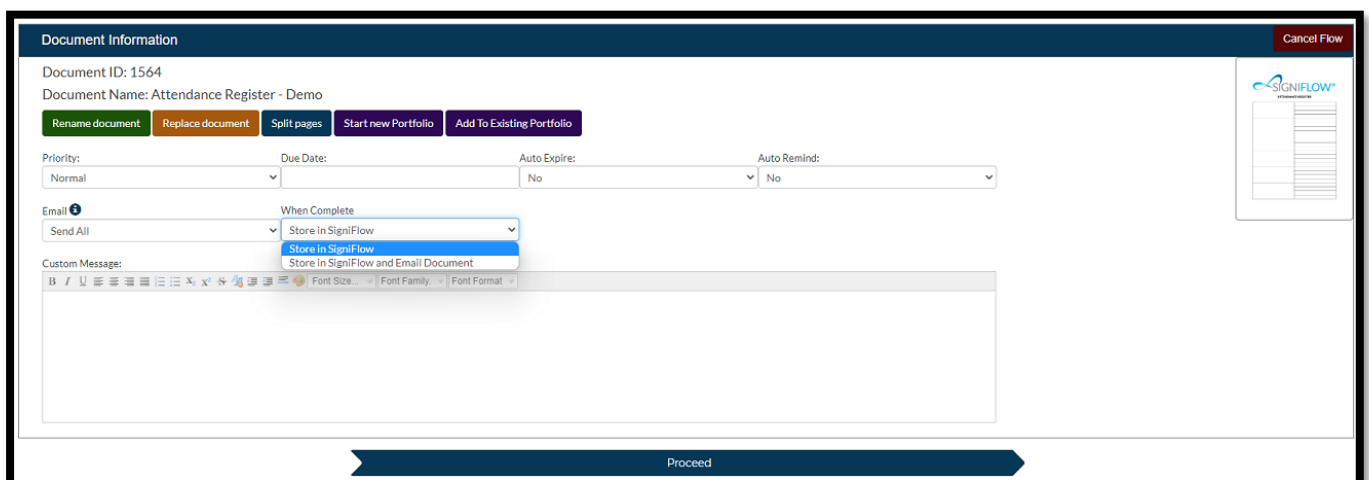 Document Information
Cancel Flow
Document ID: 1564
Document Name: Attendance Register - Demo
SIGNIFLOW®
ATTENDANCE REGISTER
Rename document Replace document Split pages Start new Portfolio Add To Existing Portfolio
Priority: Due Date: Auto Expire: Auto Remind:
Normal No No
Email When Complete
Send All Store in SigniFlow
Store in SigniFlow
Store in SigniFlow and Email Document
Custom Message:
B I U Font Size... Font Family. Font Format
Proceed